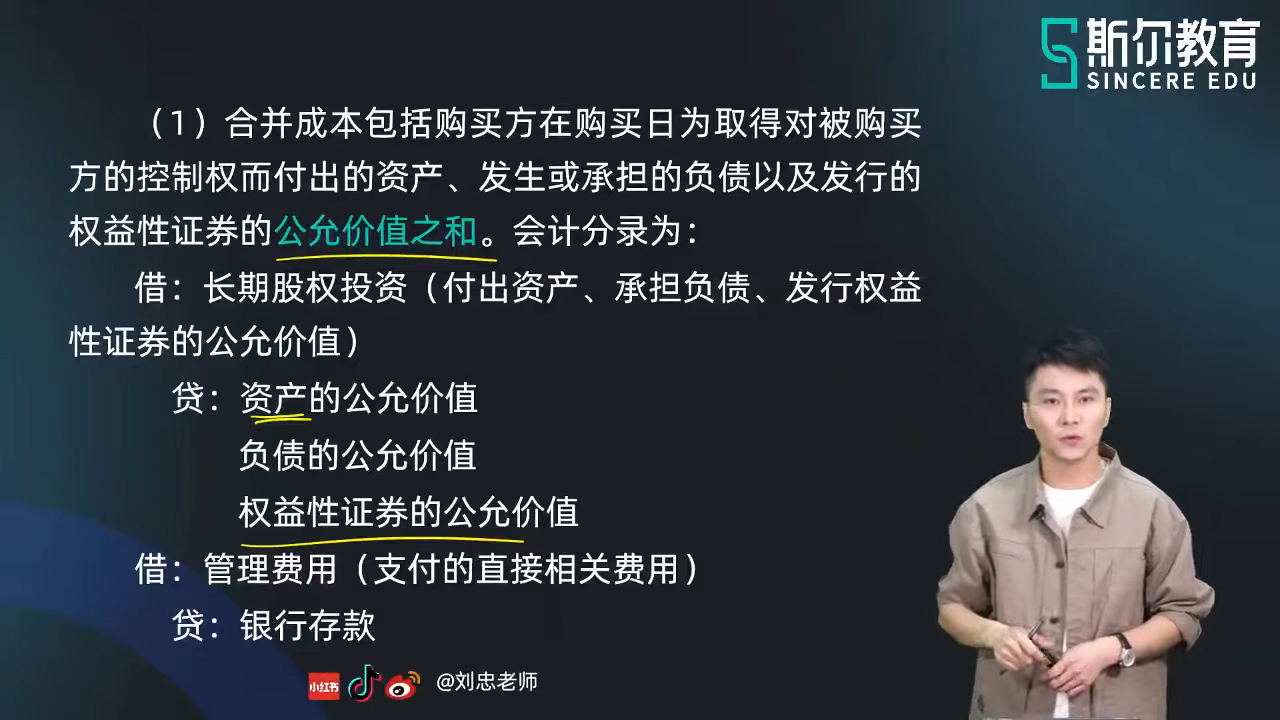 斯尔教育
SINCERE EDU
（1）合并成本包括购买方在购买日为取得对被购买
方的控制权而付出的资产、发生或承担的负债以及发行的
权益性证券的公允价值之和。会计分录为：
借：长期股权投资（付出资产、承担负债、发行权益
性证券的公允价值）
贷：资产的公允价值
负债的公允价值
权益性证券的公允价值
借：管理费用（支付的直接相关费用）
贷：银行存款
小红书
@刘忠老师